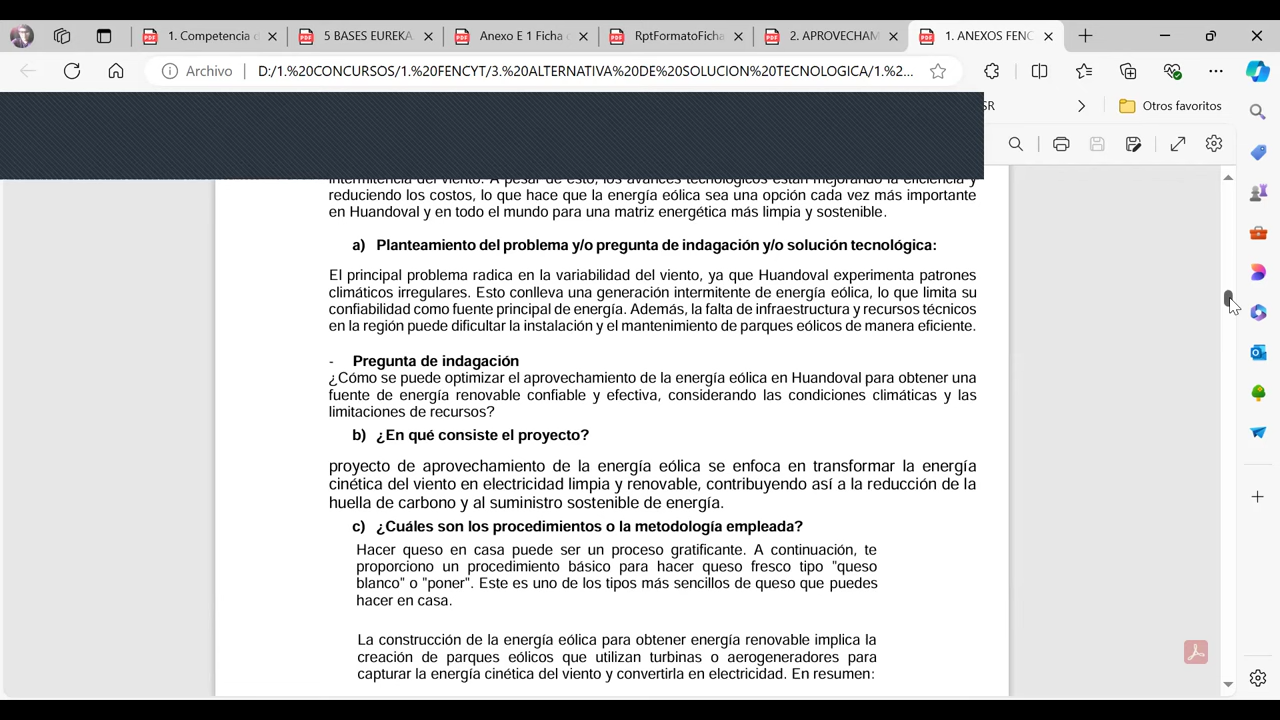 1. Competencia d
5 BASES EUREKA
Anexo E 1 Ficha d
RptFormatoFicha
2. APROVECHAM
1. ANEXOS FENC
Archivo
D:/1.%20CONCURSOS/1.%20FENCYT/3.%20ALTERNATIVA%20DE%20SOLUCION%20TECNOLOGICA/1.%2...
SR
Otros favoritos
intermitencia del viento. A pesar de esto, los avances tecnológicos están mejorando la eficiencia y
reduciendo los costos, lo que hace que la energía eólica sea una opción cada vez más importante
en Huandoval y en todo el mundo para una matriz energética más limpia y sostenible.
a) Planteamiento del problema y/o pregunta de indagación y/o solución tecnológica:
El principal problema radica en la variabilidad del viento, ya que Huandoval experimenta patrones
climáticos irregulares. Esto conlleva una generación intermitente de energía eólica, lo que limita su
confiabilidad como fuente principal de energía. Además, la falta de infraestructura y recursos técnicos
en la región puede dificultar la instalación y el mantenimiento de parques eólicos de manera eficiente.
- Pregunta de indagación
¿Cómo se puede optimizar el aprovechamiento de la energía eólica en Huandoval para obtener una
fuente de energía renovable confiable y efectiva, considerando las condiciones climáticas y las
limitaciones de recursos?
b) ¿En qué consiste el proyecto?
proyecto de aprovechamiento de la energía eólica se enfoca en transformar la energía
cinética del viento en electricidad limpia y renovable, contribuyendo así a la reducción de la
huella de carbono y al suministro sostenible de energía.
c) ¿Cuáles son los procedimientos o la metodología empleada?
Hacer queso en casa puede ser un proceso gratificante. A continuación, te
proporciono un procedimiento básico para hacer queso fresco tipo "queso
blanco" o "poner". Este es uno de los tipos más sencillos de queso que puedes
hacer en casa.
La construcción de la energía eólica para obtener energía renovable implica la
creación de parques eólicos que utilizan turbinas o aerogeneradores para
capturar la energía cinética del viento y convertirla en electricidad. En resumen: